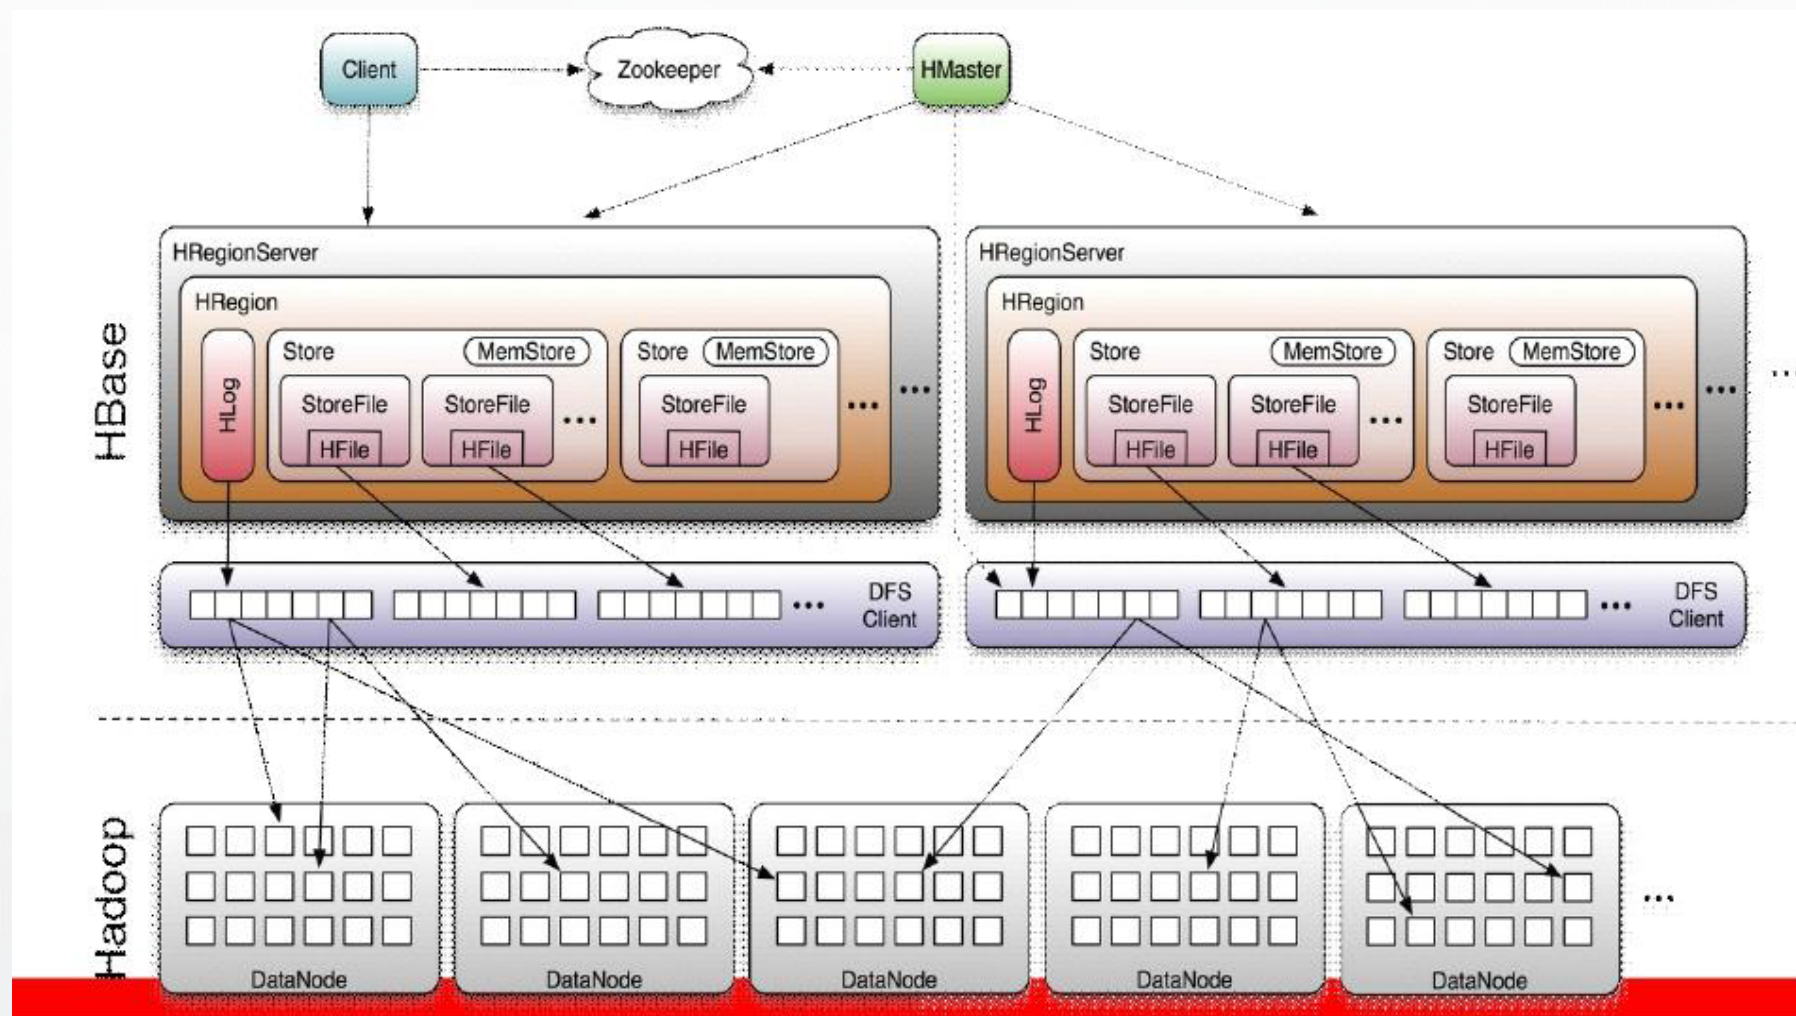 Client
Zookeeper
HMaster
HBase
HRegionServer
HRegion
HLog
Store
MemStore
StoreFile
HFile
StoreFile
HFile
...
Store
MemStore
StoreFile
HFile
...
...
HRegionServer
HRegion
HLog
Store
MemStore
StoreFile
HFile
StoreFile
HFile
...
Store
MemStore
StoreFile
HFile
...
...
...
...
DFS
Client
...
DFS
Client
Hadoop
DataNode
DataNode
DataNode
DataNode
DataNode
...